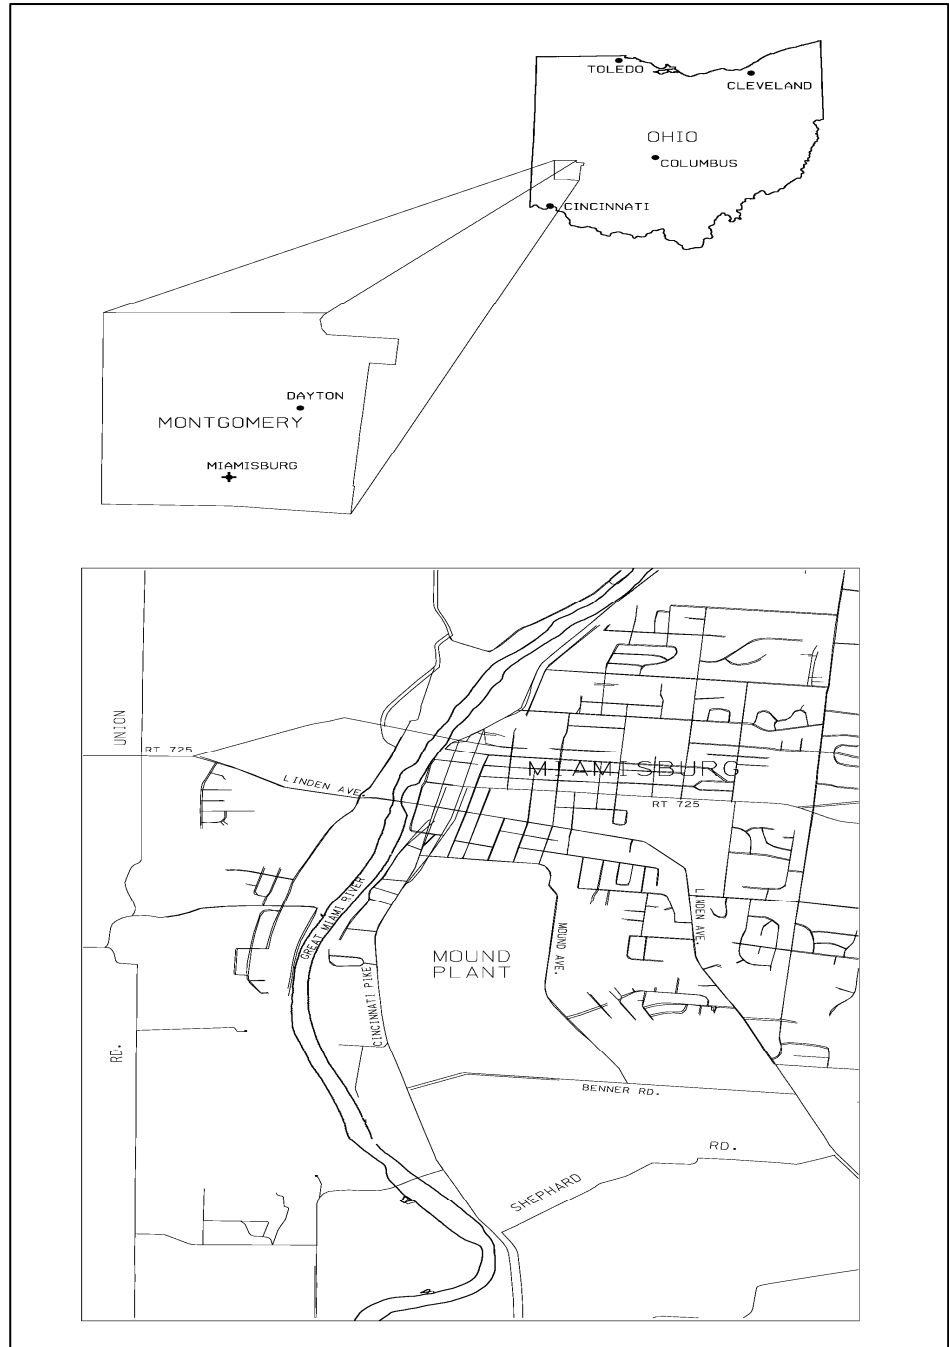 TOLEDO
CLEVELAND
OHIO
COLUMBUS
CINCINNATI
DAYTON
MONTGOMERY
MIAMISBURG
UNION
RT 725
LINDEN AVE.
MIAMISBURG
RT 725
GREAT MIAMI RIVER
LINDEN AVE.
MOUND AVE.
MOUND
PLANT
CINCINNATI PIKE
RD.
BENNER RD.
RD.
SHEPHARD